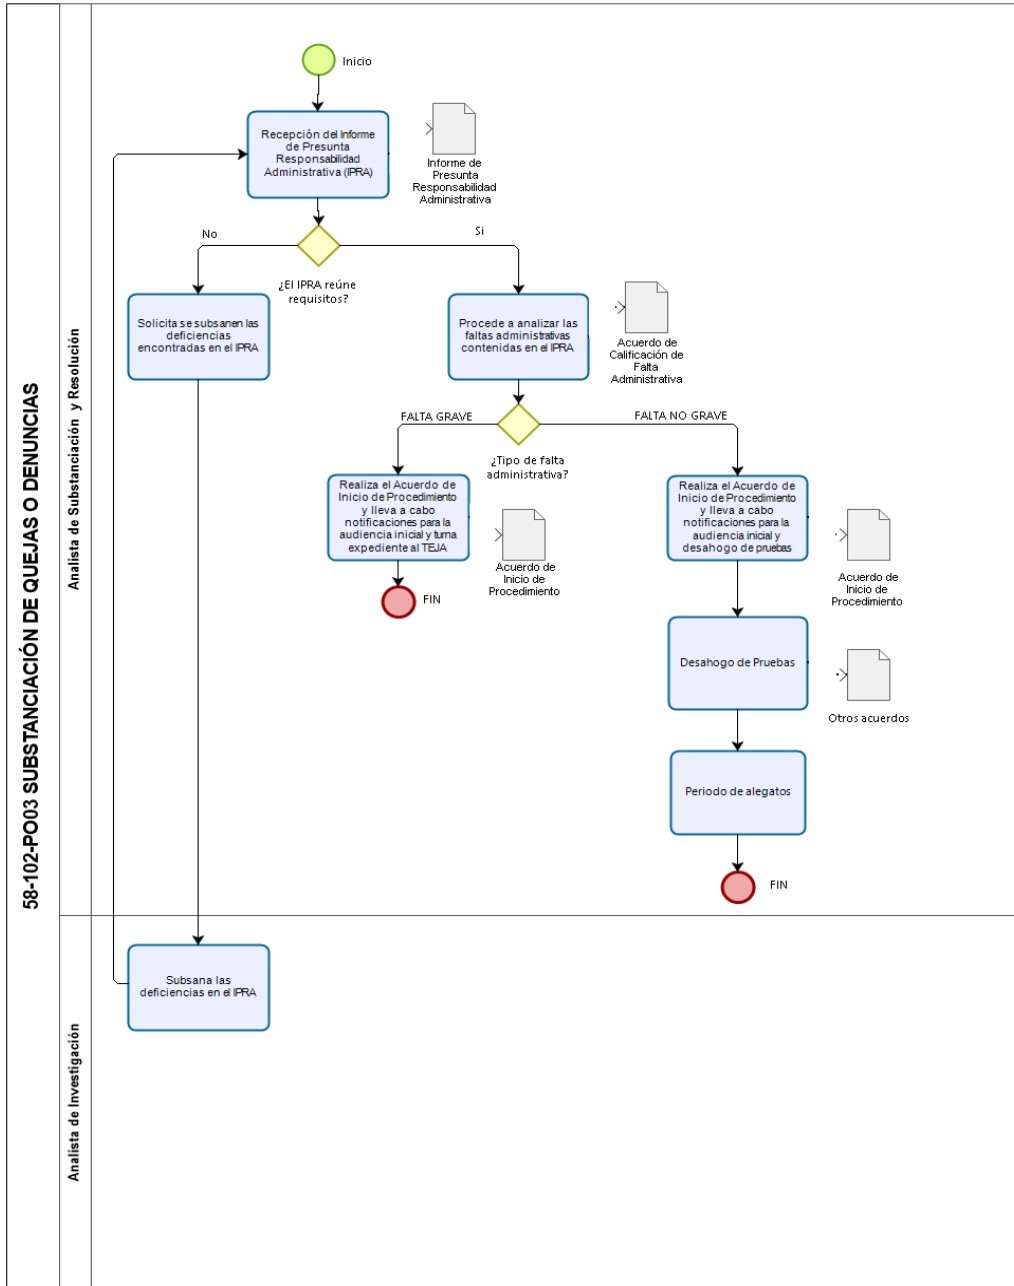 58-102-PO03 SUBSTANCIACIÓN DE QUEJAS O DENUNCIAS
Analista de Substanciación y Resolución
Inicio
Recepción del Informe
de Presunta
Responsabilidad
Administrativa (IPRA)
Informe de
Presunta
Responsabilidad
Administrativa
No
Si
¿El IPRA reúne
requisitos?
Solicita se subsanen las
deficiencias
encontradas en el IPRA
Procede a analizar las
faltas administrativas
contenidas en el IPRA
Acuerdo de
Calificación de
Falta
Administrativa
FALTA GRAVE
FALTA NO GRAVE
¿Tipo de falta
administrativa?
Realiza el Acuerdo de
Inicio de Procedimiento
y lleva a cabo
notificaciones para la
audiencia inicial y turna
expediente al TEJA
Acuerdo de
Inicio de
Procedimiento
FIN
Realiza el Acuerdo de
Inicio de Procedimiento
y lleva a cabo
notificaciones para la
audiencia inicial y
desahogo de pruebas
Acuerdo de
Inicio de
Procedimiento
Desahogo de Pruebas
Otros acuerdos
Periodo de alegatos
FIN
Analista de Investigación
Subsana las
deficiencias en el IPRA